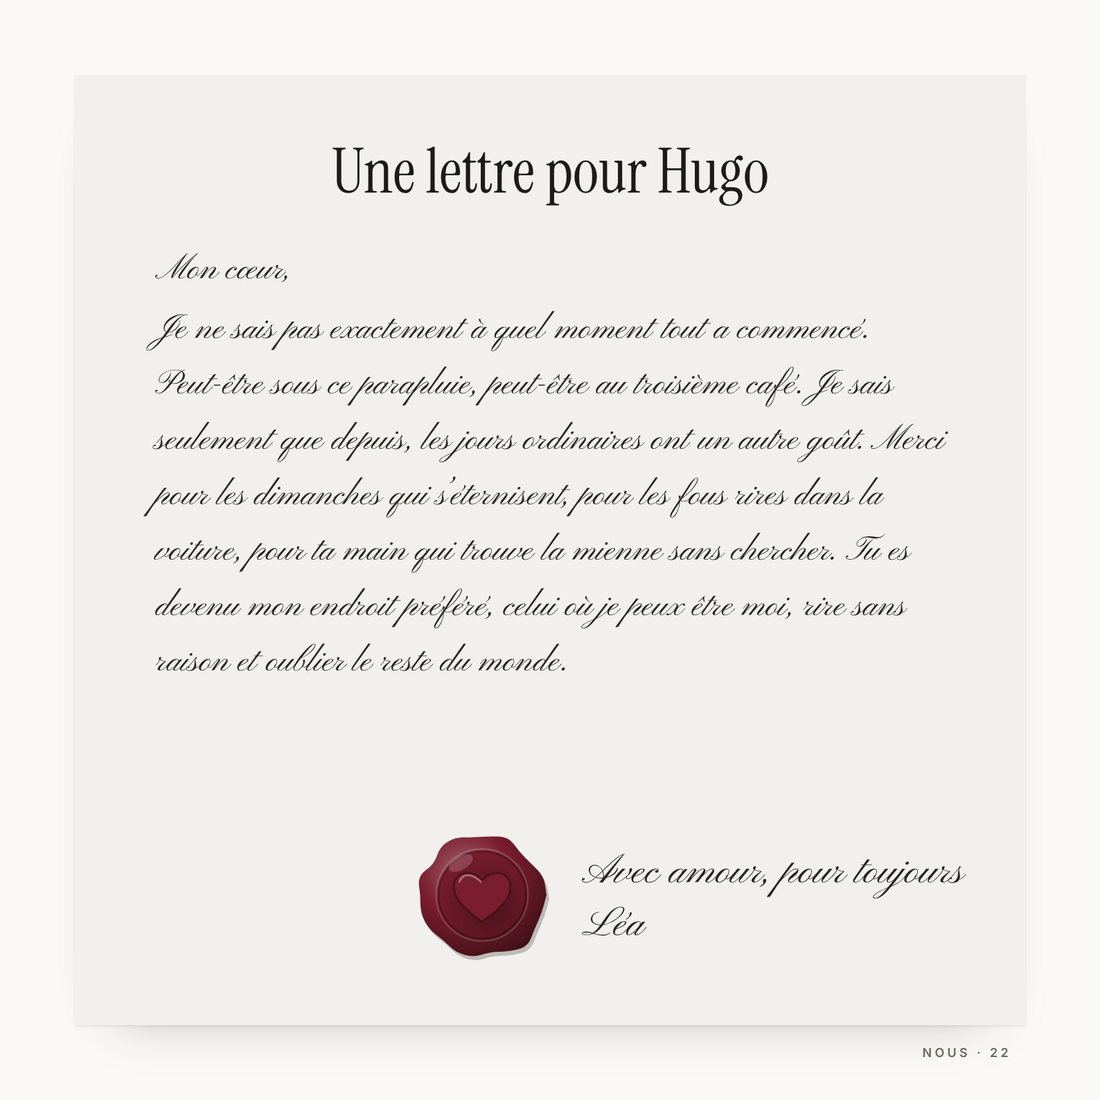 Une lettre pour Hugo
Mon cœur,
Je ne sais pas exactement à quel moment tout a commencé.
Peut-être sous ce parapluie, peut-être au troisième café. Je sais
seulement que depuis, les jours ordinaires ont un autre goût. Merci
pour les dimanches qui s’éternisent, pour les fous rires dans la
voiture, pour ta main qui trouve la mienne sans chercher. Tu es
devenu mon endroit préféré, celui où je peux être moi, rire sans
raison et oublier le reste du monde.
Avec amour, pour toujours
Léa
NOUS · 22